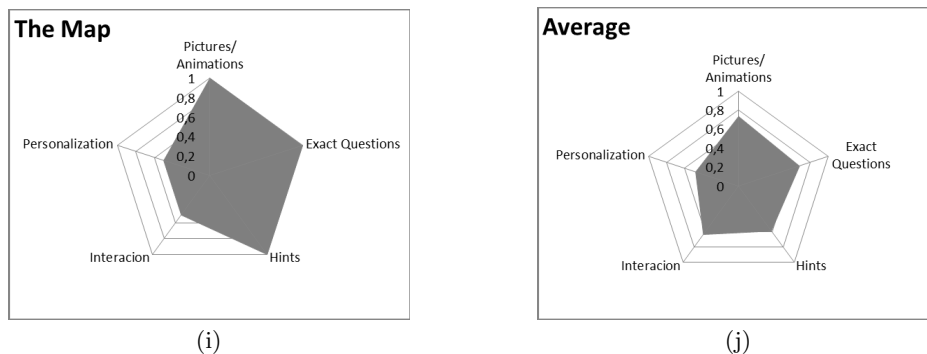 The Map
Pictures/
Animations
1
0,8
0,6
0,4
0,2
0
Personalization
Exact Questions
Interacion
Hints
(i)
Average
Pictures/
Animations
1
0,8
0,6
0,4
0,2
0
Personalization
Exact
Questions
Interacion
Hints
(j)